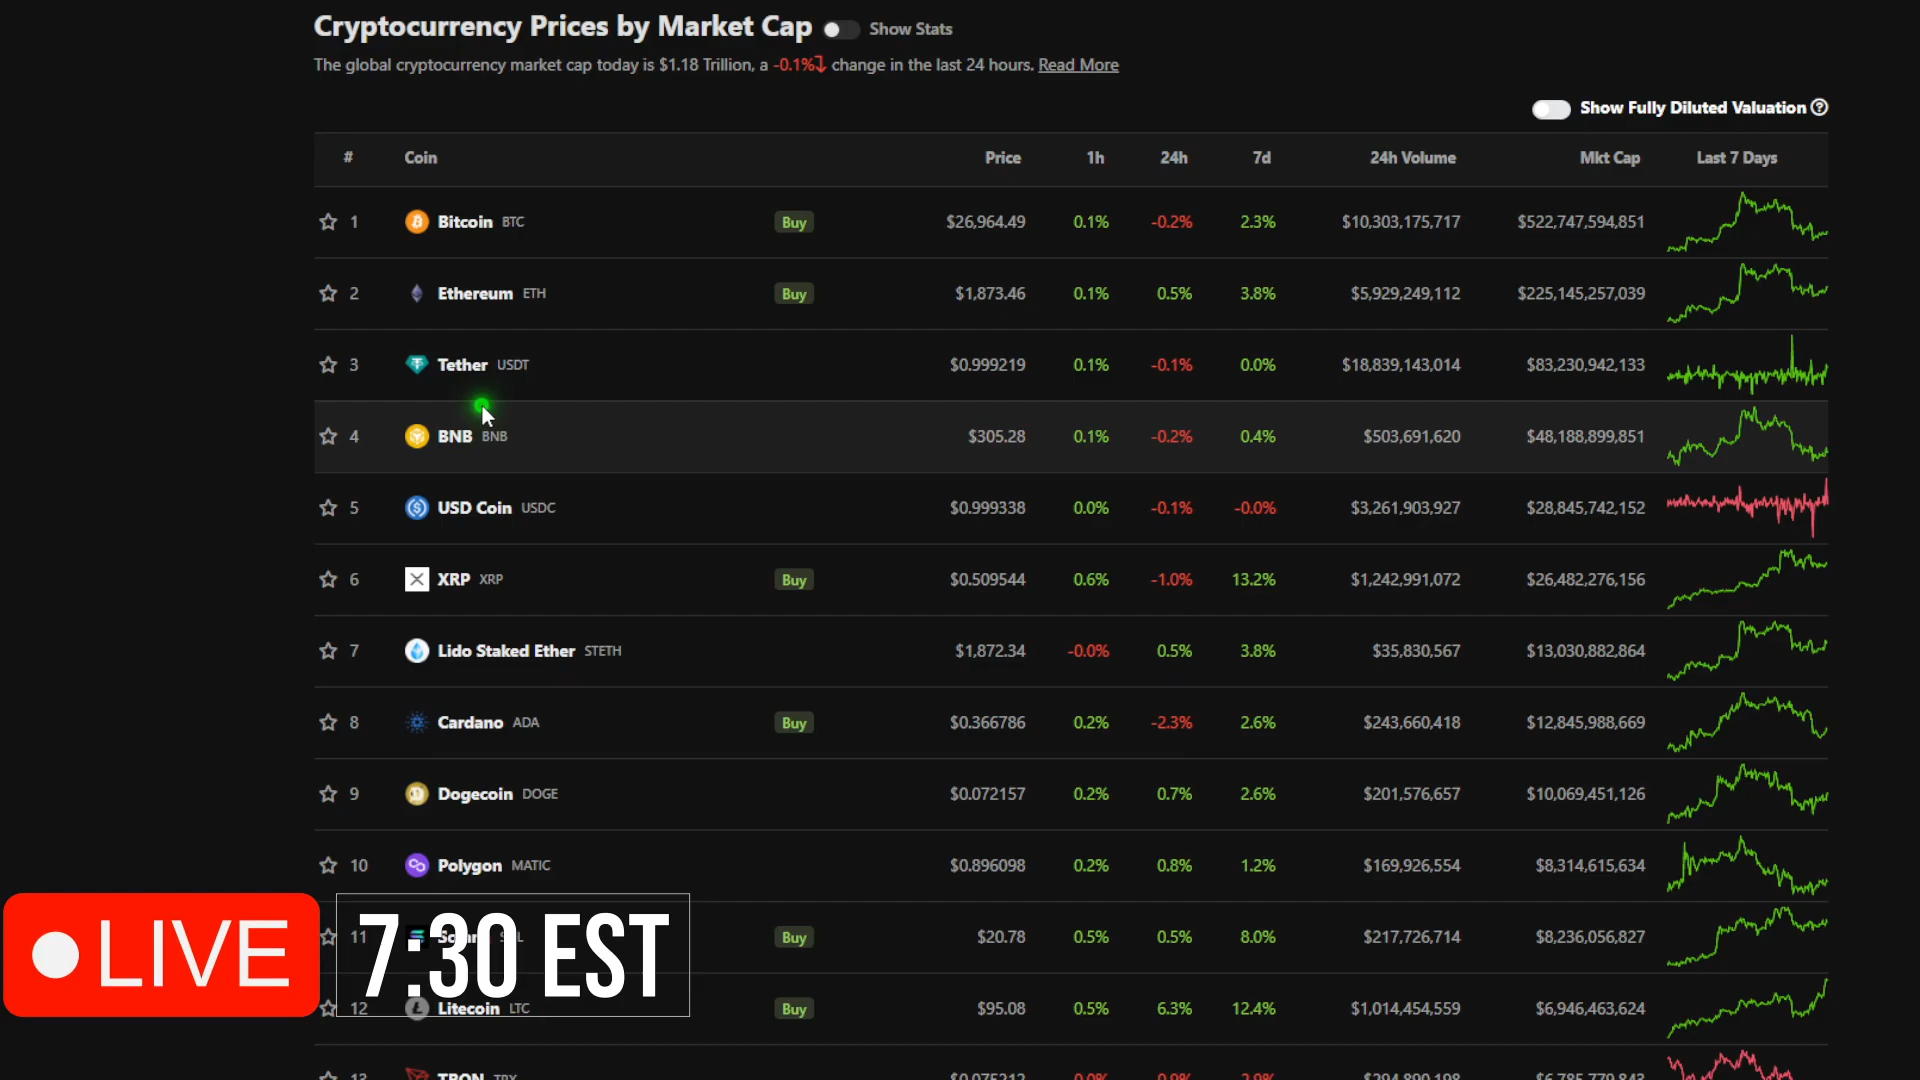 Cryptocurrency Prices by Market Cap Show Stats
The global cryptocurrency market cap today is $1.18 Trillion, a -0.1% change in the last 24 hours. Read More
Show Fully Diluted Valuation
# Coin Price 1h 24h 7d 24h Volume Mkt Cap Last 7 Days
1 Bitcoin BTC Buy $26,964.49 0.1% -0.2% 2.3% $10,303,175,717 $522,747,594,851
2 Ethereum ETH Buy $1,873.46 0.1% 0.5% 3.8% $5,929,249,112 $225,145,257,039
3 Tether USDT $0.999219 0.1% -0.1% 0.0% $18,839,143,014 $83,230,942,133
4 BNB BNB $305.28 0.1% -0.2% 0.4% $503,691,620 $48,188,899,851
5 USD Coin USDC $0.999338 0.0% -0.1% -0.0% $3,261,903,927 $28,845,742,152
6 XRP XRP Buy $0.509544 0.6% -1.0% 13.2% $1,242,991,072 $26,482,276,156
7 Lido Staked Ether STETH $1,872.34 -0.0% 0.5% 3.8% $35,830,567 $13,030,882,864
8 Cardano ADA Buy $0.366786 0.2% -2.3% 2.6% $243,660,418 $12,845,988,669
9 Dogecoin DOGE $0.072157 0.2% 0.7% 2.6% $201,576,657 $10,069,451,126
10 Polygon MATIC $0.896098 0.2% 0.8% 1.2% $169,926,554 $8,314,615,634
11 Buy $20.78 0.5% 0.5% 8.0% $217,726,714 $8,236,056,827
LIVE 7:30 EST
12 Litecoin LTC Buy $95.08 0.5% 6.3% 12.4% $1,014,454,559 $6,946,463,624
13 TRON TRX